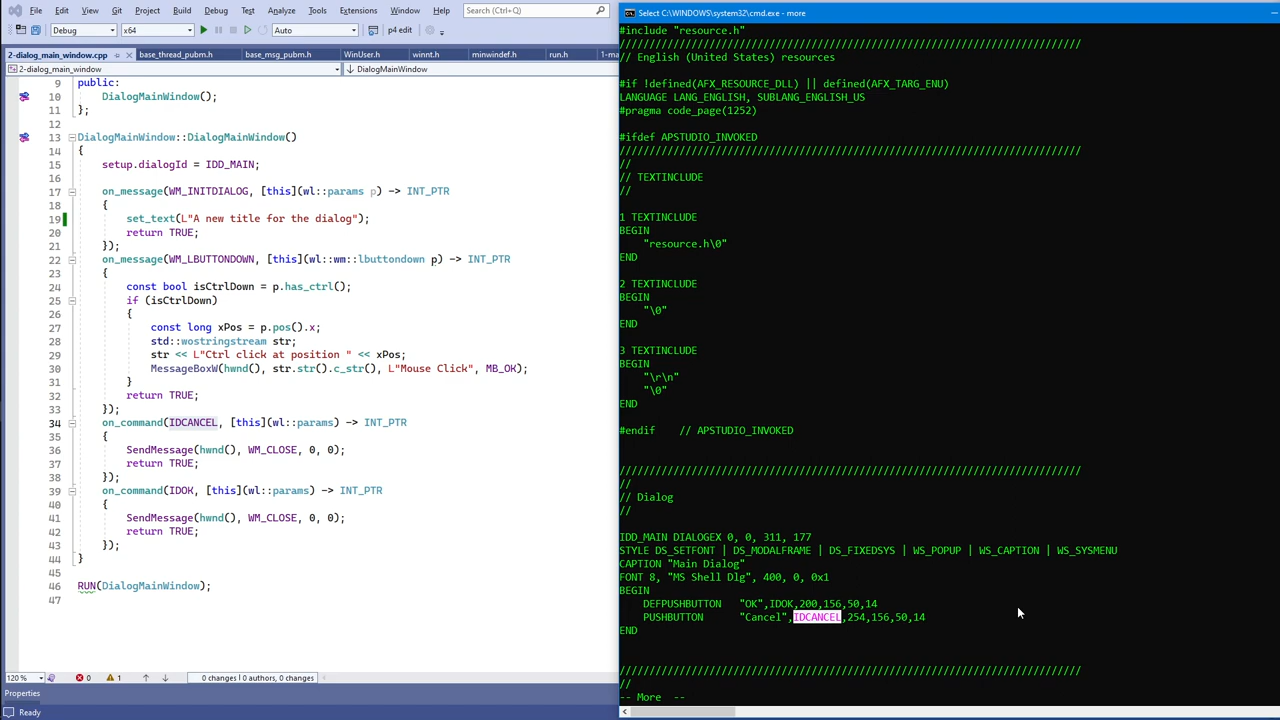 File Edit View Git Project Build Debug Test Analyze Tools Extensions Window Help Search (Ctrl+Q)
Debug x64 Auto p4 edit
2-dialog_main_window.cpp base_thread_pubm.h base_msg_pubm.h WinUser.h winnt.h minwindef.h run.h
2-dialog_main_window DialogMainWindow
9 public:
10 DialogMainWindow();
11 };
12
13 DialogMainWindow::DialogMainWindow()
14 {
15 setup.dialogId = IDD_MAIN;
16
17 on_message(WM_INITDIALOG, [this](wl::params p) -> INT_PTR
18 {
19 set_text(L"A new title for the dialog");
20 return TRUE;
21 });
22 on_message(WM_LBUTTONDOWN, [this](wl::wm::lbuttondown p) -> INT_PTR
23 {
24 const bool isCtrlDown = p.has_ctrl();
25 if (isCtrlDown)
26 {
27 const long xPos = p.pos().x;
28 std::wostringstream str;
29 str << L"Ctrl click at position " << xPos;
30 MessageBoxW(hwnd(), str.str().c_str(), L"Mouse Click", MB_OK);
31 }
32 return TRUE;
33 });
34 on_command(IDCANCEL, [this](wl::params) -> INT_PTR
35 {
36 SendMessage(hwnd(), WM_CLOSE, 0, 0);
37 return TRUE;
38 });
39 on_command(IDOK, [this](wl::params) -> INT_PTR
40 {
41 SendMessage(hwnd(), WM_CLOSE, 0, 0);
42 return TRUE;
43 });
44 }
45
46 RUN(DialogMainWindow);
47
120 % 0 1 0 changes | 0 authors, 0 changes
Properties
Ready
Select C:\WINDOWS\system32\cmd.exe - more
#include "resource.h"
/////////////////////////////////////////////////////////////////////////////
// English (United States) resources
#if !defined(AFX_RESOURCE_DLL) || defined(AFX_TARG_ENU)
LANGUAGE LANG_ENGLISH, SUBLANG_ENGLISH_US
#pragma code_page(1252)
#ifdef APSTUDIO_INVOKED
/////////////////////////////////////////////////////////////////////////////
//
// TEXTINCLUDE
//
1 TEXTINCLUDE
BEGIN
"resource.h\0"
END
2 TEXTINCLUDE
BEGIN
"\0"
END
3 TEXTINCLUDE
BEGIN
"\r\n"
"\0"
END
#endif // APSTUDIO_INVOKED
/////////////////////////////////////////////////////////////////////////////
//
// Dialog
//
IDD_MAIN DIALOGEX 0, 0, 311, 177
STYLE DS_SETFONT | DS_MODALFRAME | DS_FIXEDSYS | WS_POPUP | WS_CAPTION | WS_SYSMENU
CAPTION "Main Dialog"
FONT 8, "MS Shell Dlg", 400, 0, 0x1
BEGIN
DEFPUSHBUTTON "OK",IDOK,200,156,50,14
PUSHBUTTON "Cancel",IDCANCEL,254,156,50,14
END
/////////////////////////////////////////////////////////////////////////////
//
-- More --